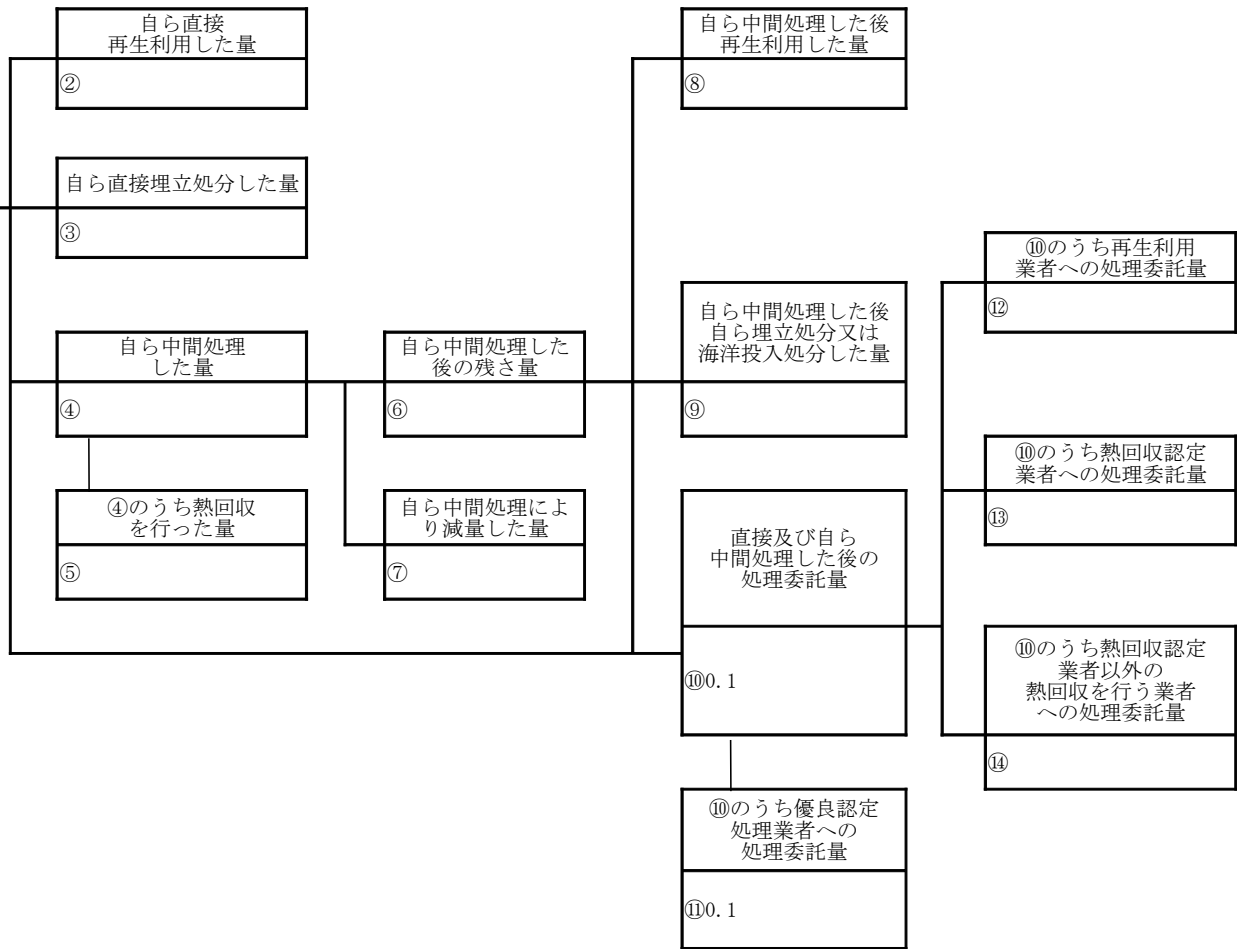 自ら直接
再生利用した量
②
自ら直接埋立処分した量
③
自ら中間処理
した量
④
④のうち熱回収
を行った量
⑤
自ら中間処理した
後の残さ量
⑥
自ら中間処理によ
り減量した量
⑦
自ら中間処理した後
再生利用した量
⑧
自ら中間処理した後
自ら埋立処分又は
海洋投入処分した量
⑨
直接及び自ら
中間処理した後の
処理委託量
⑩0.1
⑩のうち優良認定
処理業者への
処理委託量
⑪0.1
⑩のうち再生利用
業者への処理委託量
⑫
⑩のうち熱回収認定
業者への処理委託量
⑬
⑩のうち熱回収認定
業者以外の
熱回収を行う業者
への処理委託量
⑭